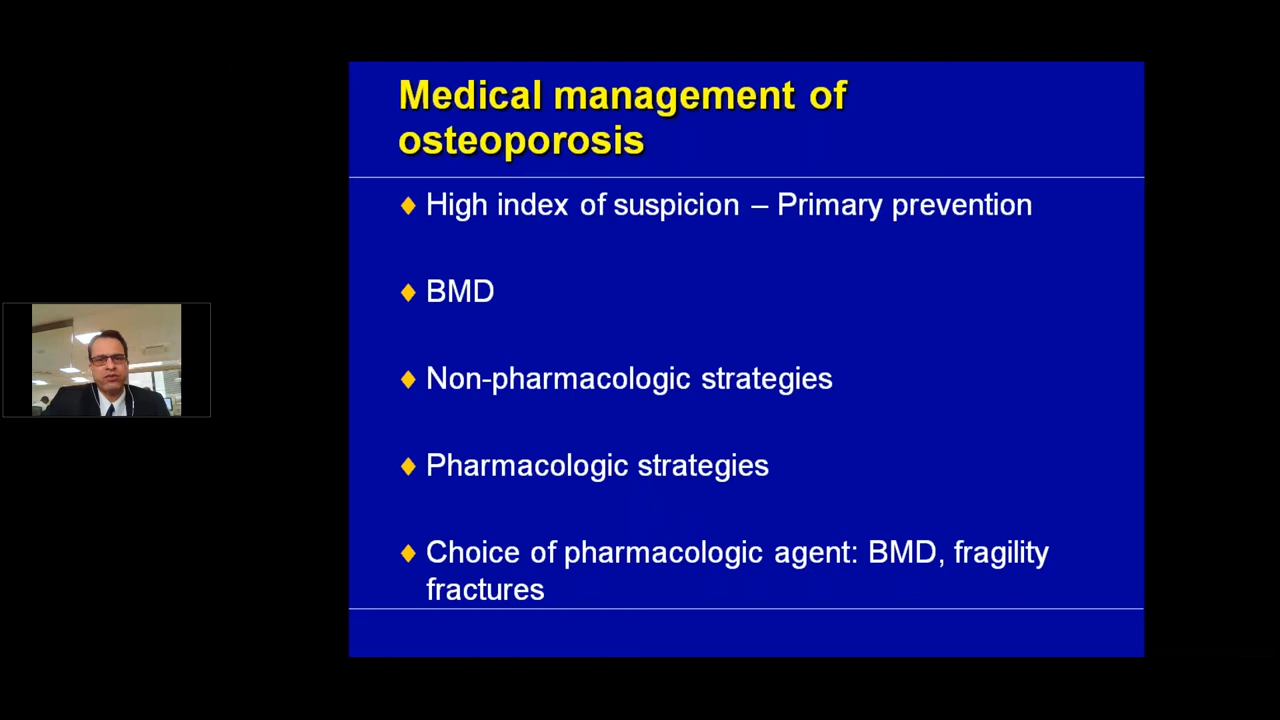 Medical management of
osteoporosis
High index of suspicion – Primary prevention
BMD
Non-pharmacologic strategies
Pharmacologic strategies
Choice of pharmacologic agent: BMD, fragility
fractures